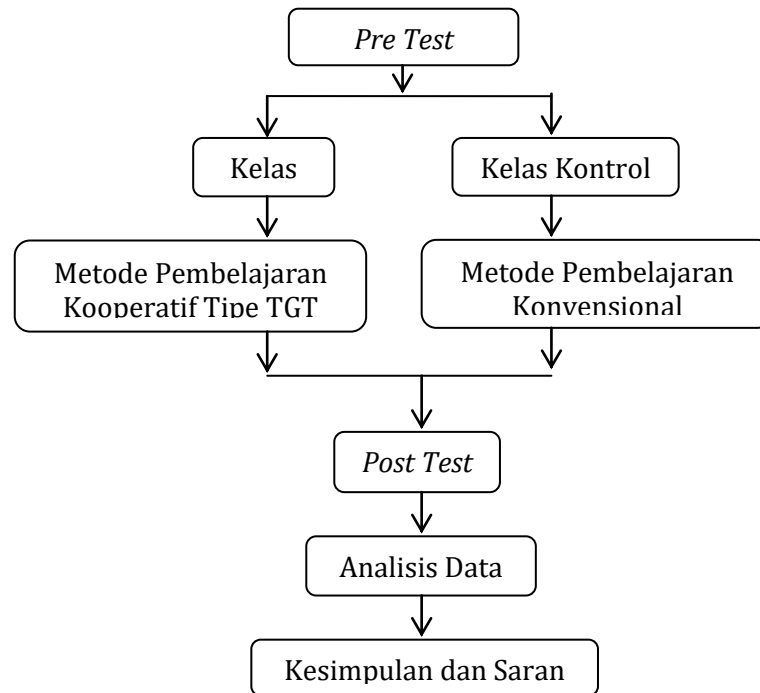 Pre Test
Kelas
Kelas Kontrol
Metode Pembelajaran
Kooperatif Tipe TGT
Metode Pembelajaran
Konvensional
Post Test
Analisis Data
Kesimpulan dan Saran